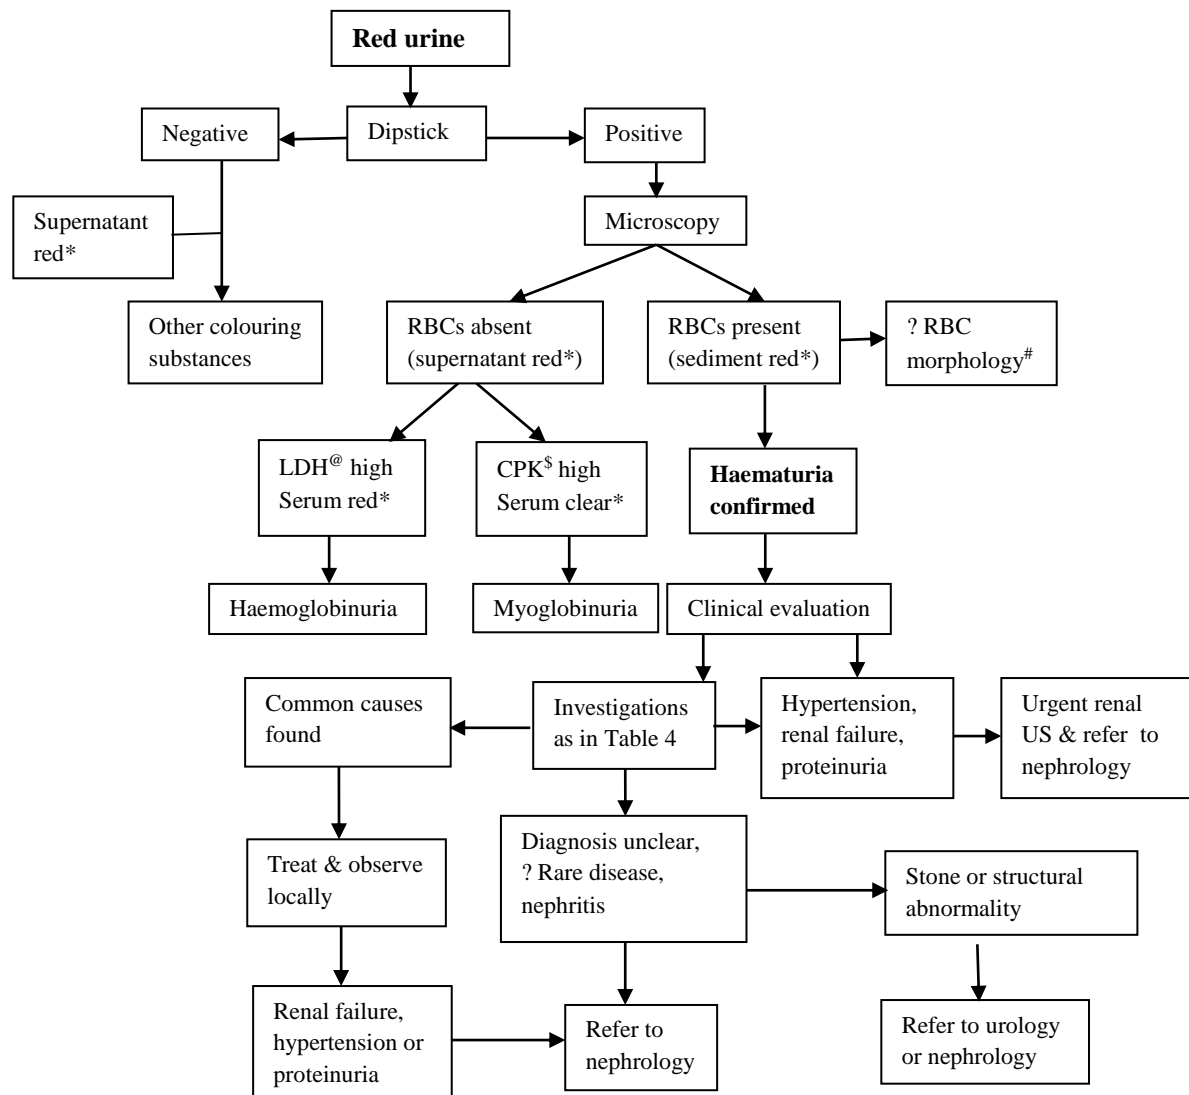 Red urine
Negative
Dipstick
Positive
Supernatant
red*
Microscopy
Other colouring
substances
RBCs absent
(supernatant red*)
RBCs present
(sediment red*)
? RBC
morphology#
LDH@ high
Serum red*
CPK$ high
Serum clear*
Haematuria
confirmed
Haemoglobinuria
Myoglobinuria
Clinical evaluation
Common causes
found
Investigations
as in Table 4
Hypertension,
renal failure,
proteinuria
Urgent renal
US & refer to
nephrology
Treat & observe
locally
Diagnosis unclear,
? Rare disease,
nephritis
Stone or structural
abnormality
Renal failure,
hypertension or
proteinuria
Refer to
nephrology
Refer to urology
or nephrology